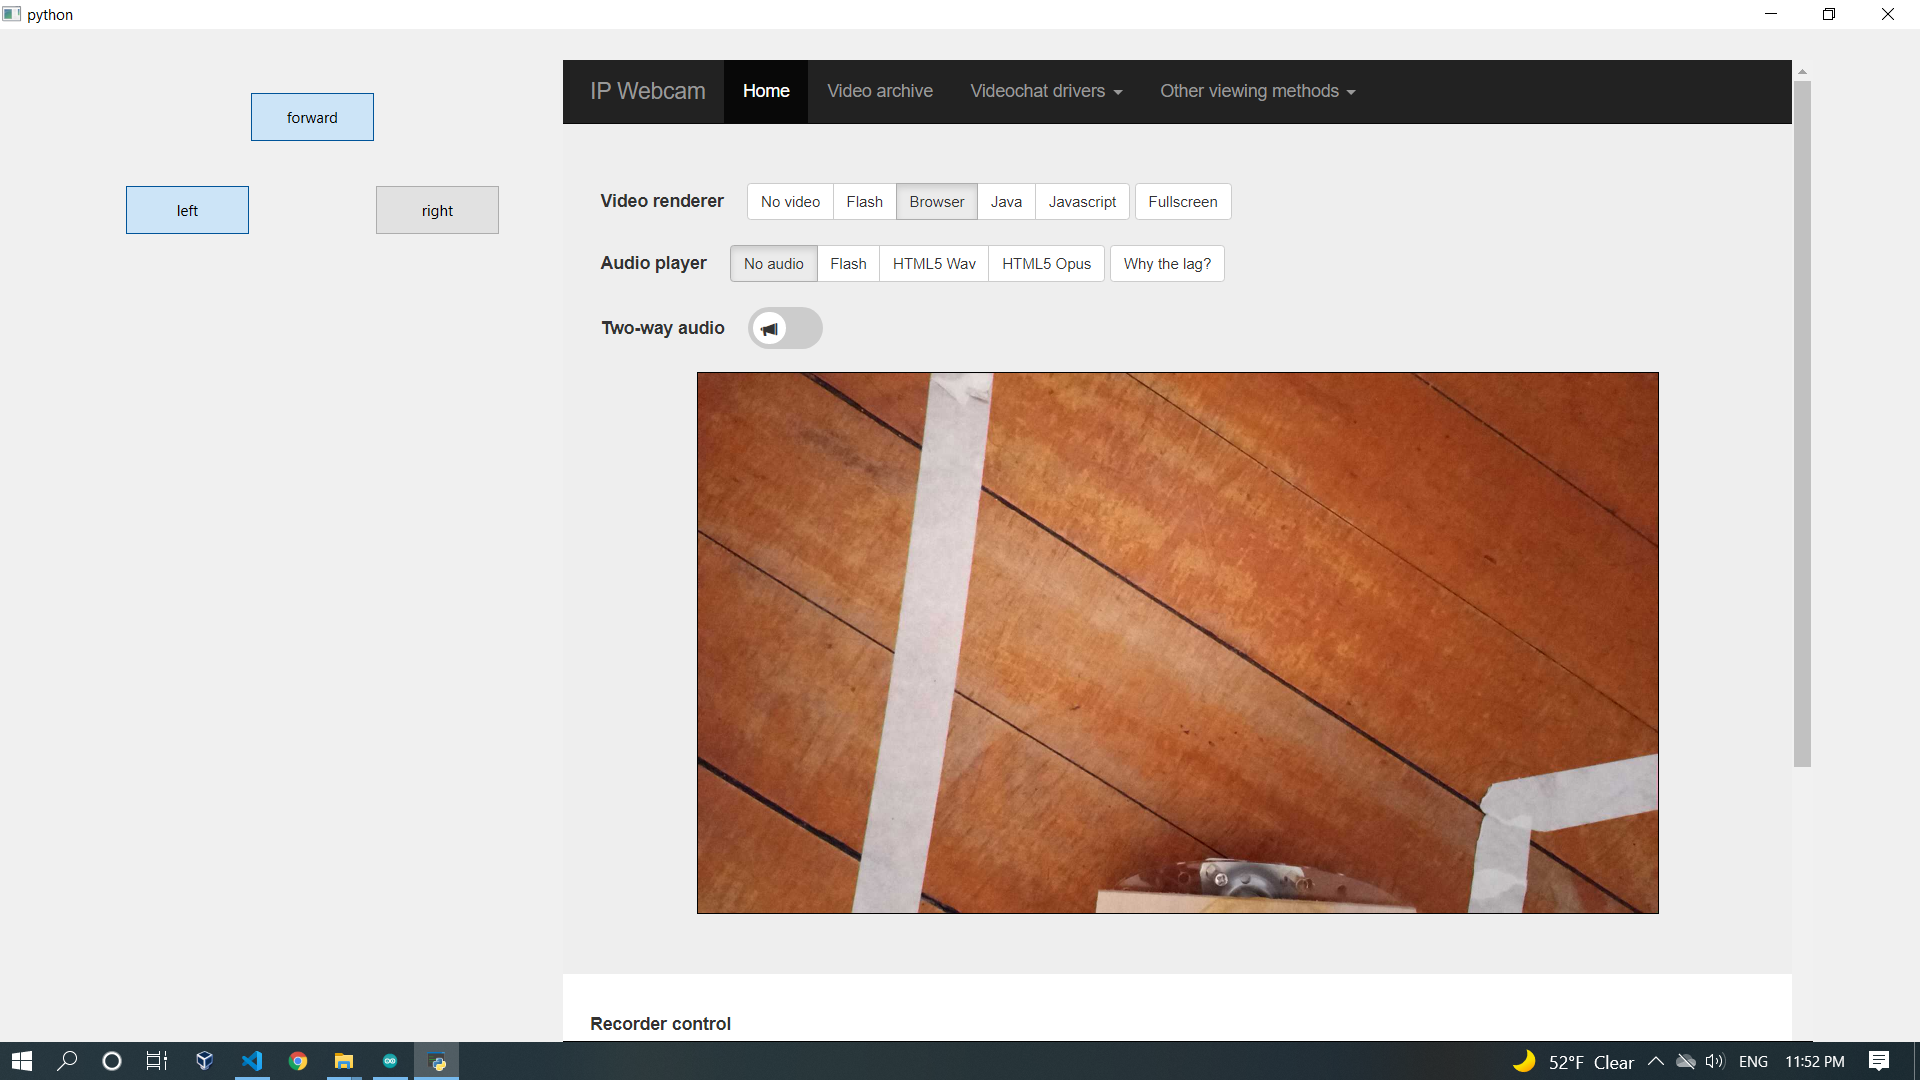 python
forward
left
right
IP Webcam Home Video archive Videochat drivers Other viewing methods
Video renderer No video Flash Browser Java Javascript Fullscreen
Audio player No audio Flash HTML5 Wav HTML5 Opus Why the lag?
Two-way audio
Recorder control
52°F Clear ENG 11:52 PM